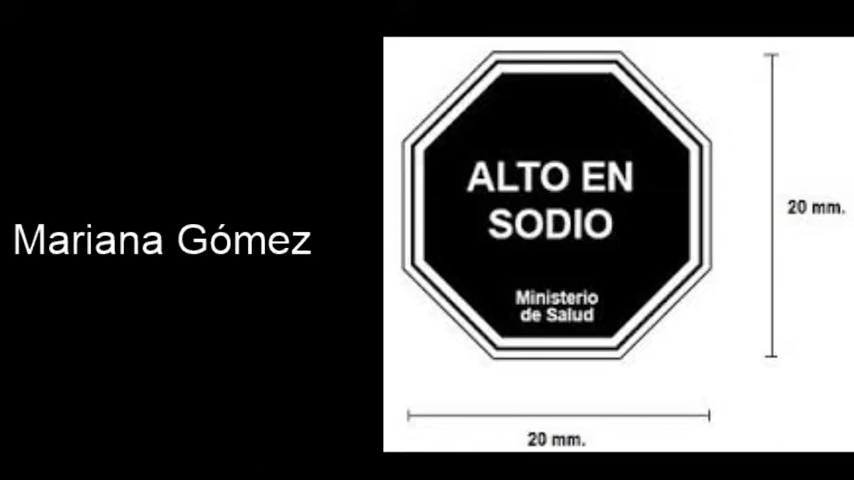 Mariana Gómez
ALTO EN
SODIO
Ministerio
de Salud
20 mm.
20 mm.